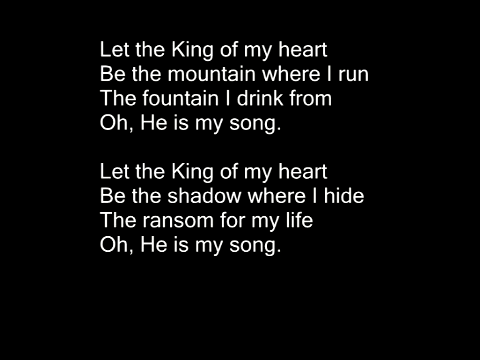 Let the King of my heart
Be the mountain where I run
The fountain I drink from
Oh, He is my song.
Let the King of my heart
Be the shadow where I hide
The ransom for my life
Oh, He is my song.